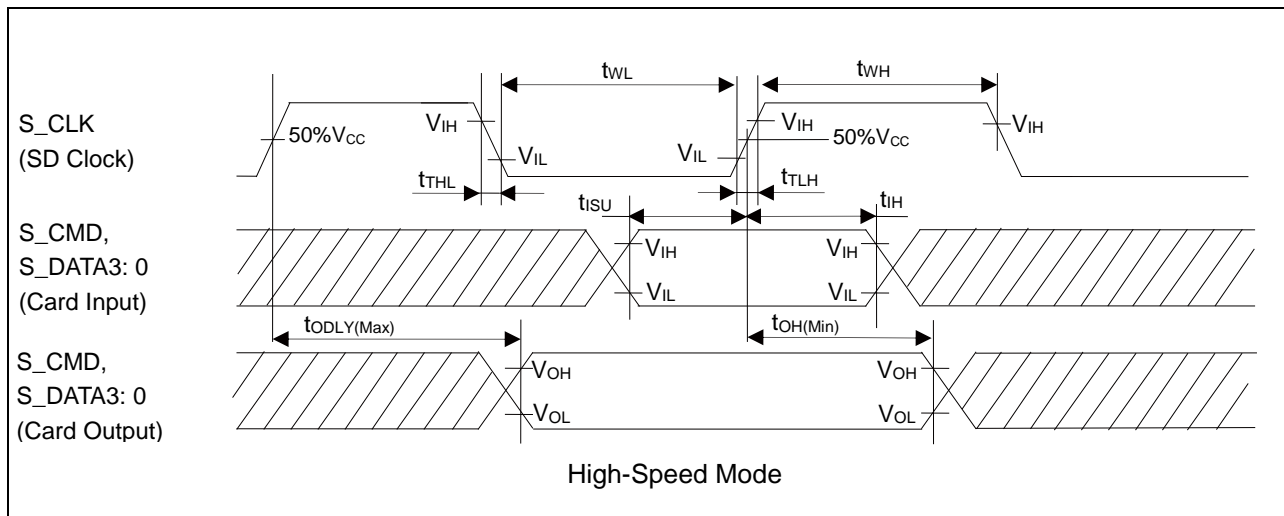 tWL
tWH
S_CLK
(SD Clock)
50%VCC
VIH
VIL
VIL
VIH
50%VCC
VIH
tTHL
tTLH
tISU
tIH
S_CMD,
S_DATA3: 0
(Card Input)
VIH
VIL
VIH
VIL
tODLY(Max)
tOH(Min)
S_CMD,
S_DATA3: 0
(Card Output)
VOH
VOL
VOH
VOL
High-Speed Mode